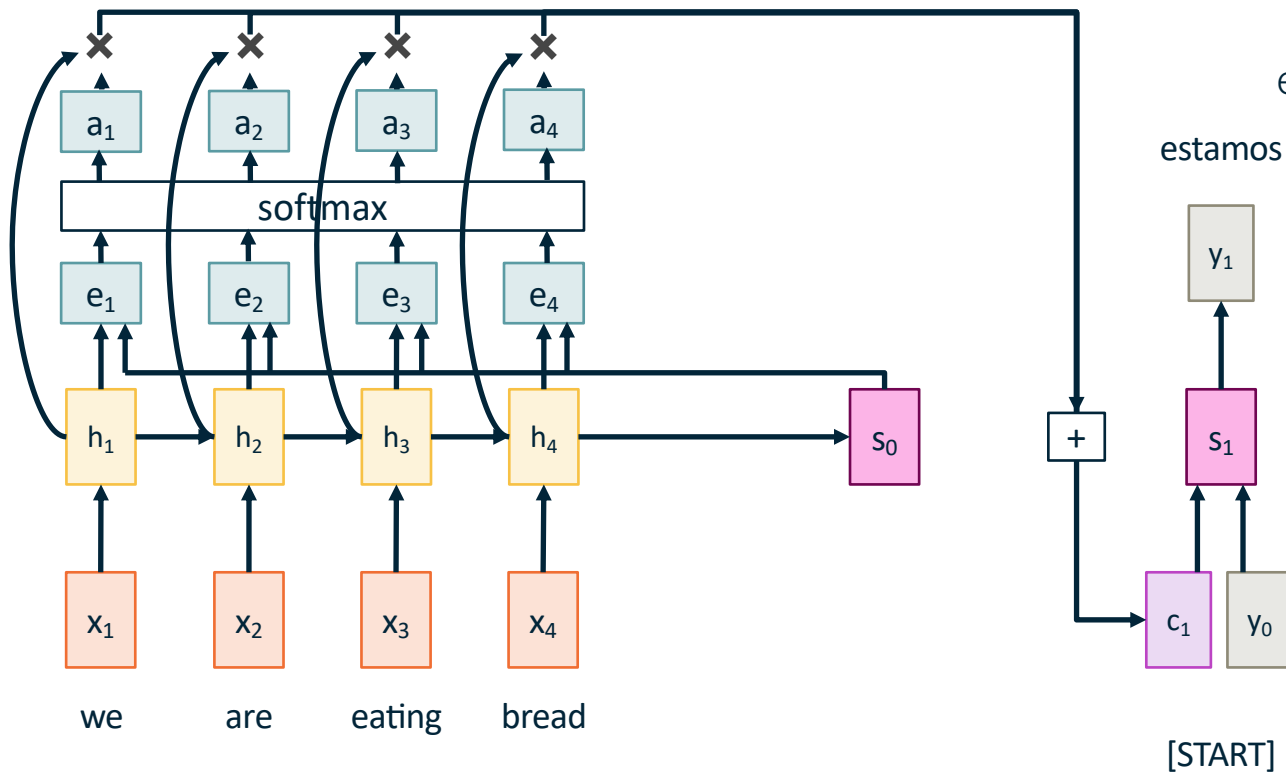 e
a₁ a₂ a₃ a₄
estamos
softmax
y₁
e₁ e₂ e₃ e₄
h₁ h₂ h₃ h₄ s₀ + s₁
x₁ x₂ x₃ x₄ c₁ y₀
we are eating bread
[START]